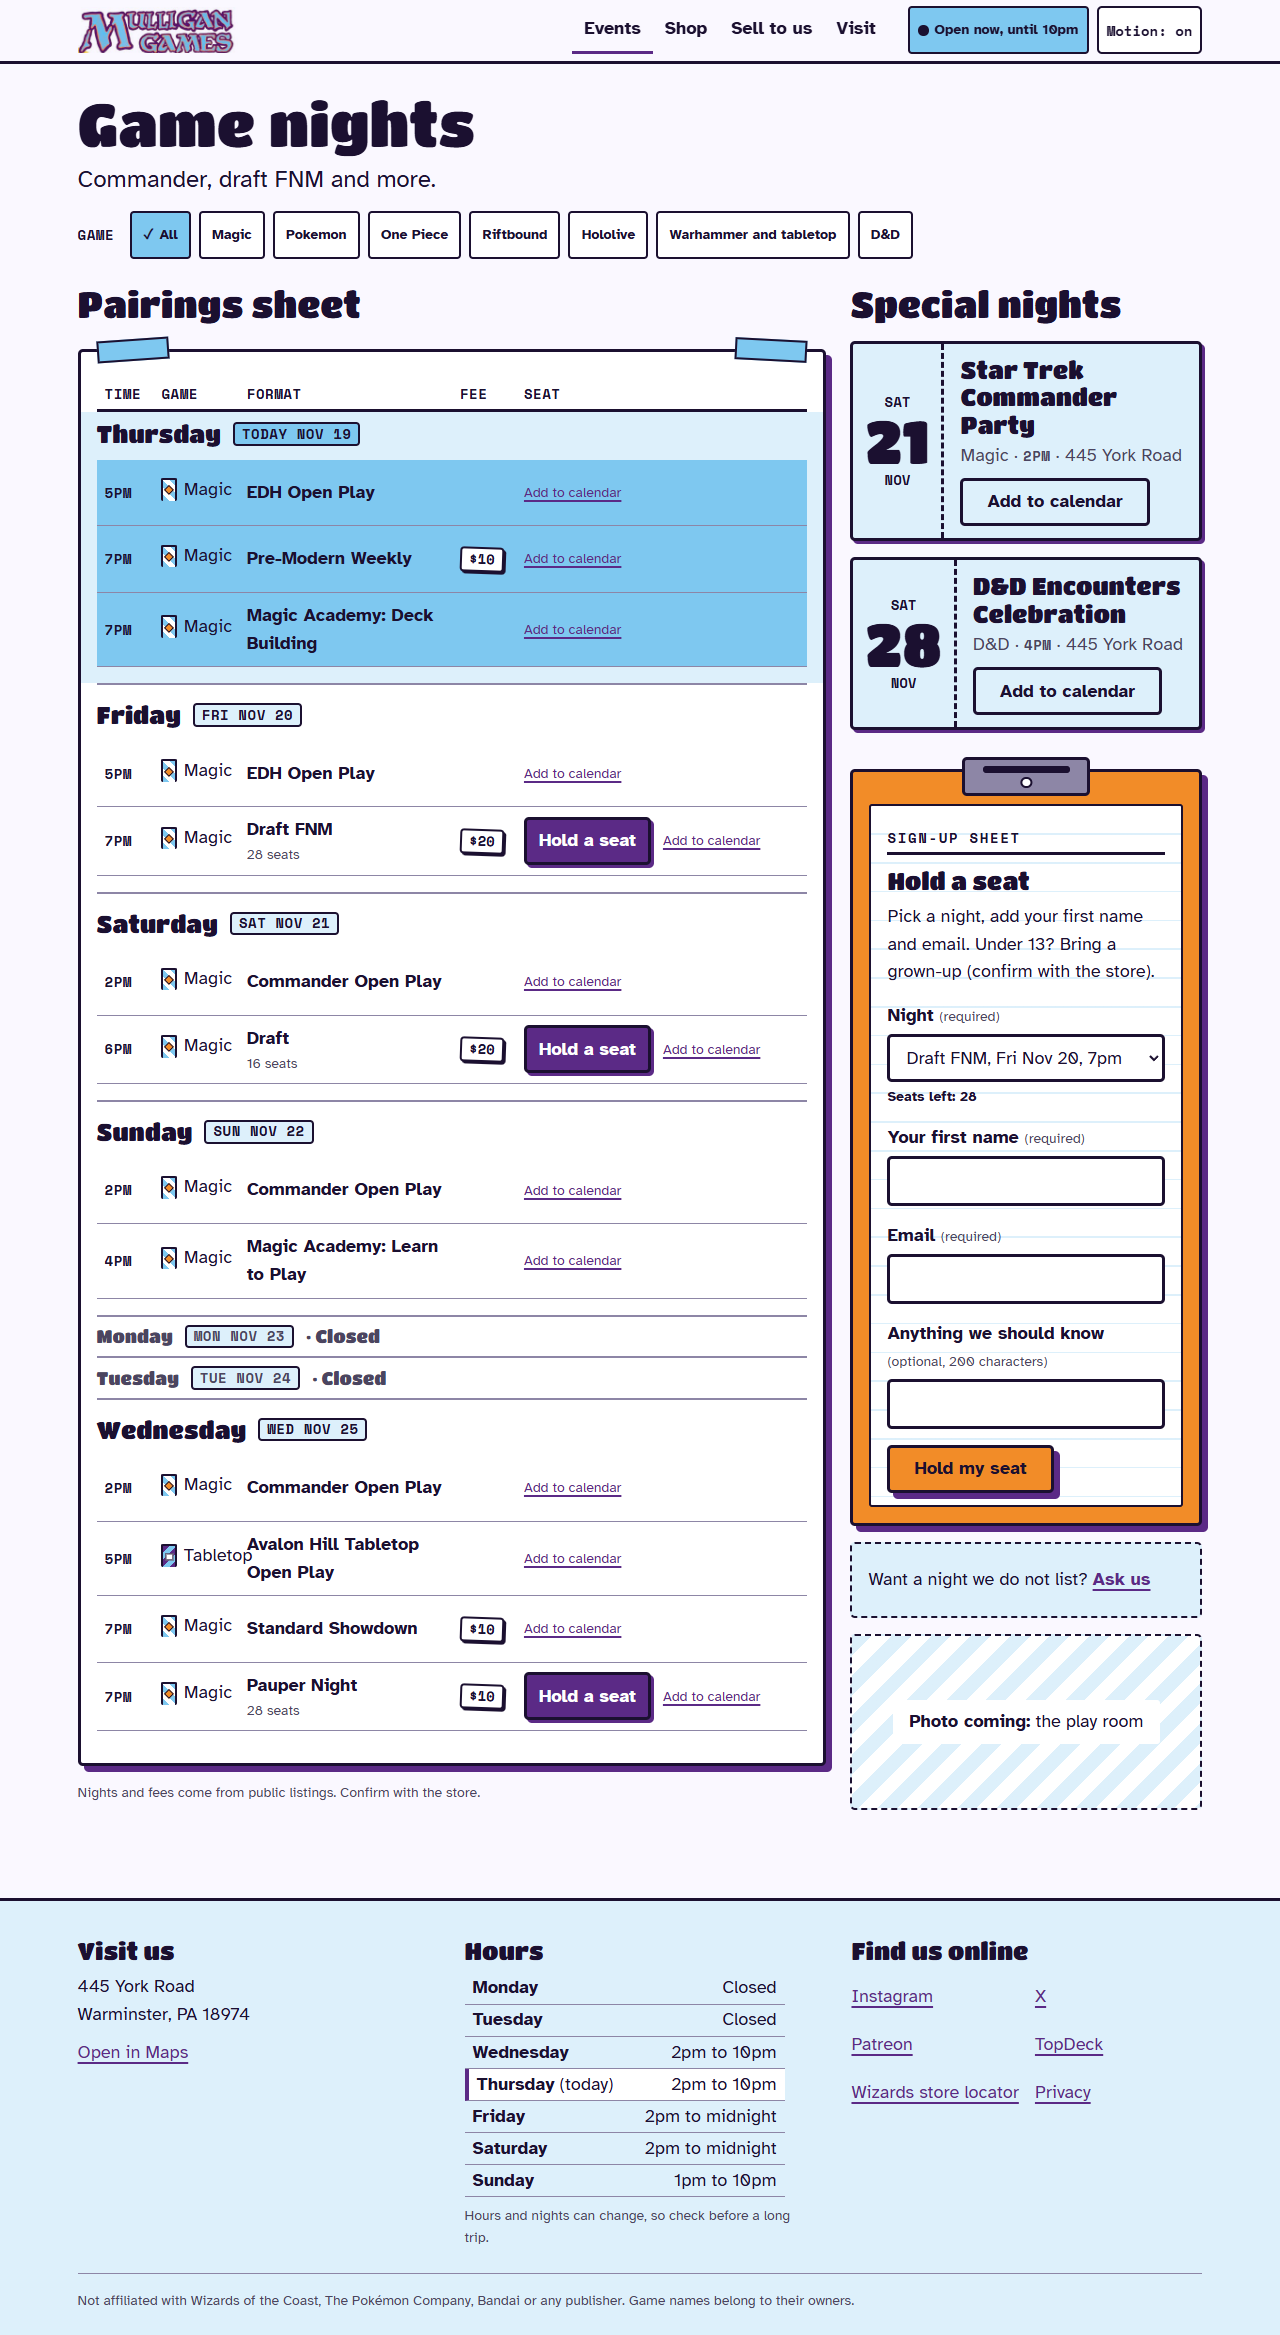 MULLIGAN GAMES
Events Shop Sell to us Visit
Open now, until 10pm
Motion: on
Game nights
Commander, draft FNM and more.
GAME ✓ All Magic Pokemon One Piece Riftbound Hololive Warhammer and tabletop D&D
Pairings sheet
TIME GAME FORMAT FEE SEAT
Thursday TODAY NOV 19
5PM Magic EDH Open Play Add to calendar
7PM Magic Pre-Modern Weekly $10 Add to calendar
7PM Magic Magic Academy: Deck
Building Add to calendar
Friday FRI NOV 20
5PM Magic EDH Open Play Add to calendar
7PM Magic Draft FNM $20 Hold a seat Add to calendar
28 seats
Saturday SAT NOV 21
2PM Magic Commander Open Play Add to calendar
6PM Magic Draft $20 Hold a seat Add to calendar
16 seats
Sunday SUN NOV 22
2PM Magic Commander Open Play Add to calendar
4PM Magic Magic Academy: Learn
to Play Add to calendar
Monday MON NOV 23 · Closed
Tuesday TUE NOV 24 · Closed
Wednesday WED NOV 25
2PM Magic Commander Open Play Add to calendar
5PM Tabletop Avalon Hill Tabletop
Open Play Add to calendar
7PM Magic Standard Showdown $10 Add to calendar
7PM Magic Pauper Night $10 Hold a seat Add to calendar
28 seats
Nights and fees come from public listings. Confirm with the store.
Special nights
SAT
21
NOV
Star Trek
Commander
Party
Magic · 2PM · 445 York Road
Add to calendar
SAT
28
NOV
D&D Encounters
Celebration
D&D · 4PM · 445 York Road
Add to calendar
SIGN-UP SHEET
Hold a seat
Pick a night, add your first name
and email. Under 13? Bring a
grown-up (confirm with the store).
Night (required)
Draft FNM, Fri Nov 20, 7pm
Seats left: 28
Your first name (required)
Email (required)
Anything we should know
(optional, 200 characters)
Hold my seat
Want a night we do not list? Ask us
Photo coming: the play room
Visit us
445 York Road
Warminster, PA 18974
Open in Maps
Hours
Monday Closed
Tuesday Closed
Wednesday 2pm to 10pm
Thursday (today) 2pm to 10pm
Friday 2pm to midnight
Saturday 2pm to midnight
Sunday 1pm to 10pm
Hours and nights can change, so check before a long
trip.
Find us online
Instagram X
Patreon TopDeck
Wizards store locator Privacy
Not affiliated with Wizards of the Coast, The Pokémon Company, Bandai or any publisher. Game names belong to their owners.